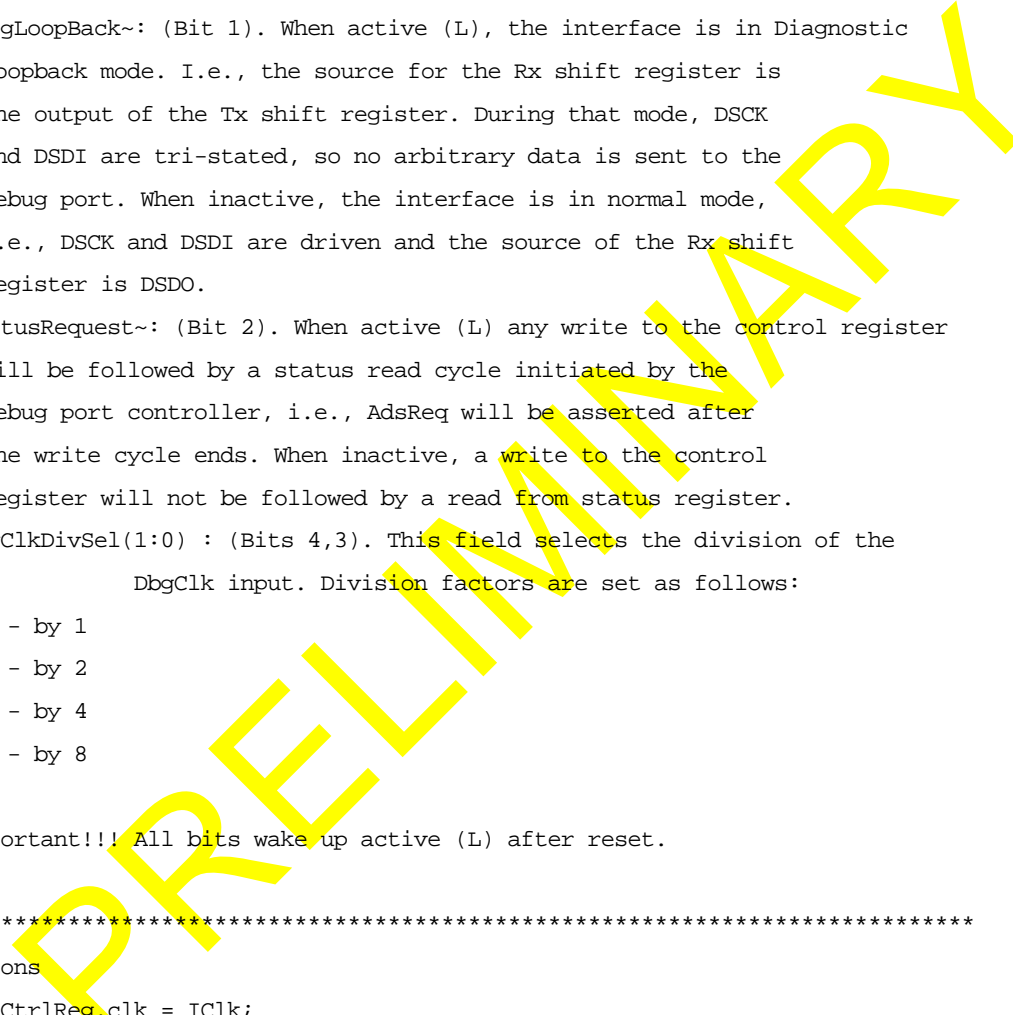 gLoopBack~: (Bit 1). When active (L), the interface is in Diagnostic
oopback mode. I.e., the source for the Rx shift register is
he output of the Tx shift register. During that mode, DSCK
nd DSDI are tri-stated, so no arbitrary data is sent to the
ebug port. When inactive, the interface is in normal mode,
.e., DSCK and DSDI are driven and the source of the Rx shift
egister is DSDO.
tusRequest~: (Bit 2). When active (L) any write to the control register
ill be followed by a status read cycle initiated by the
ebug port controller, i.e., AdsReq will be asserted after
he write cycle ends. When inactive, a write to the control
egister will not be followed by a read from status register.
ClkDivSel(1:0) : (Bits 4,3). This field selects the division of the
DbgClk input. Division factors are set as follows:
- by 1
- by 2
- by 4
- by 8
ortant!!! All bits wake up active (L) after reset.
*************************************************************************
ons
CtrlReg.clk = IClk;
PRELIMINARY